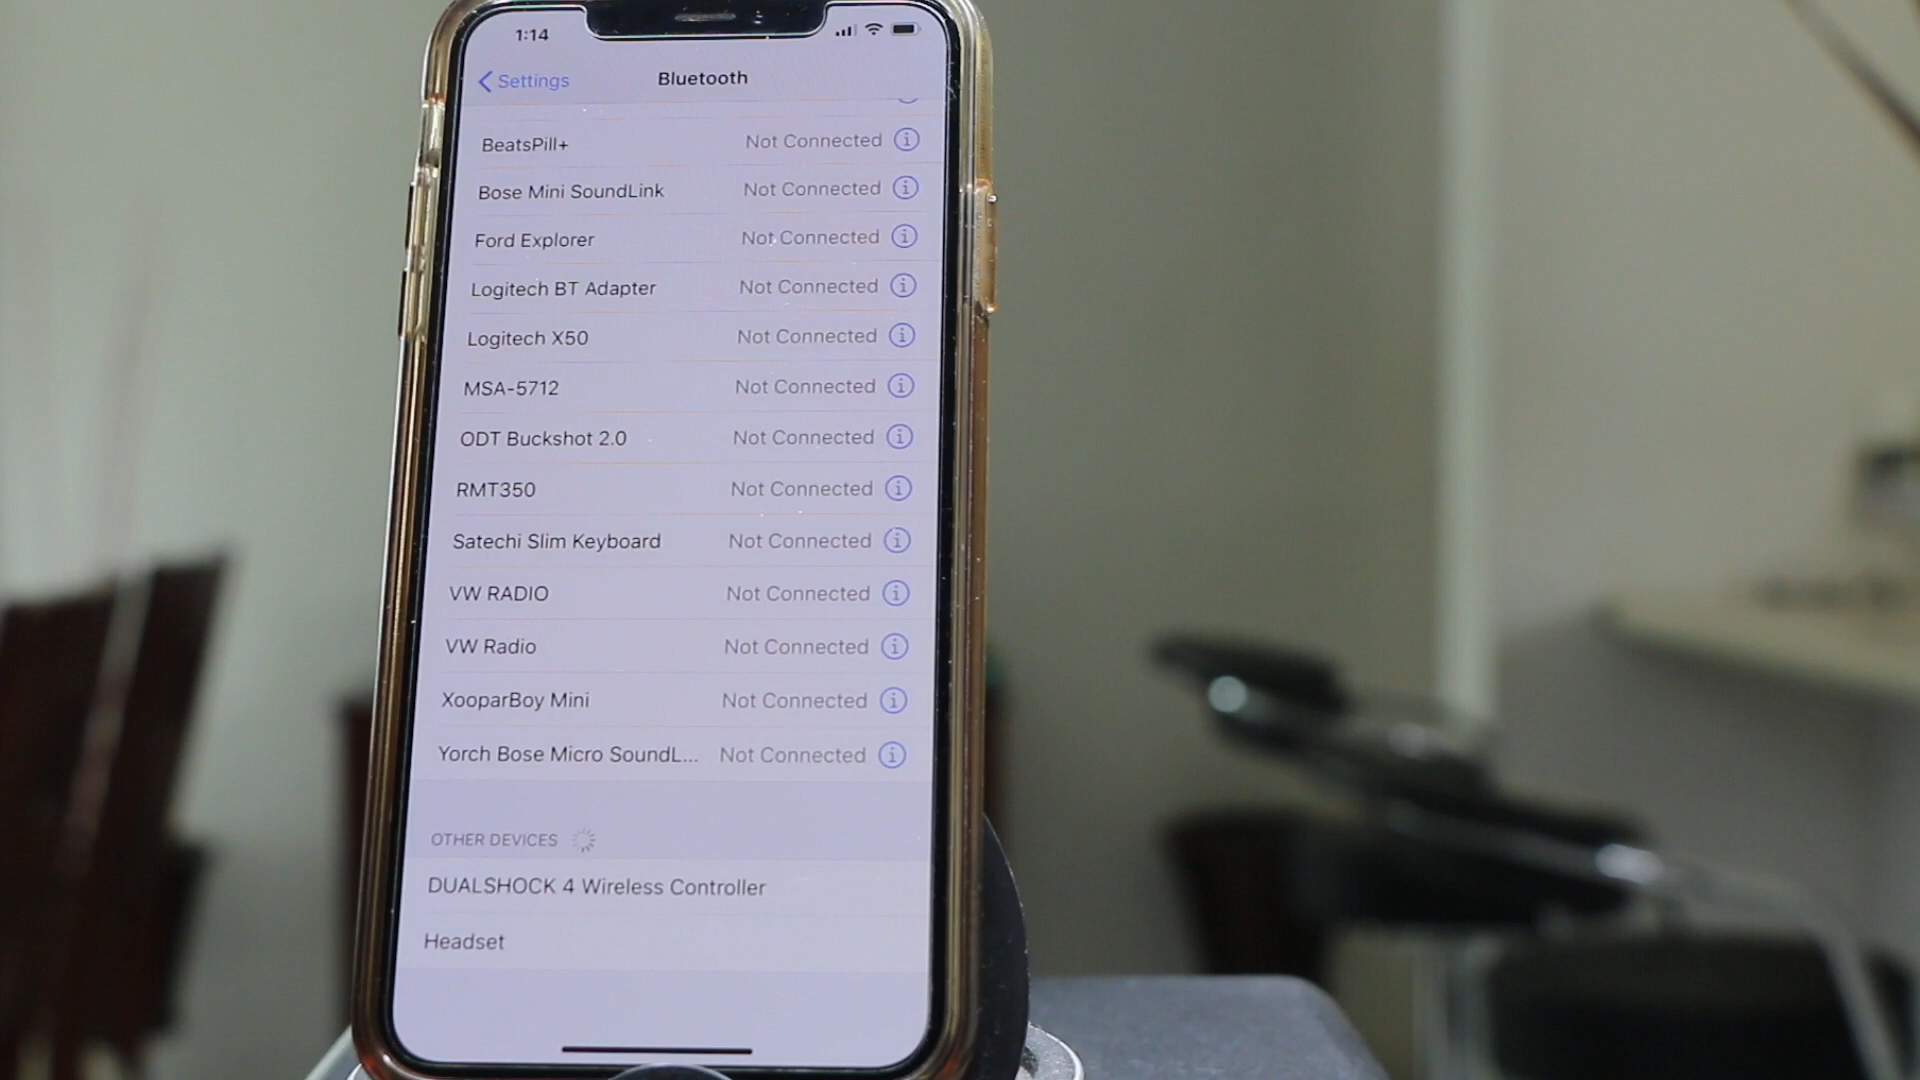 1:14
Settings Bluetooth
BeatsPill+ Not Connected
Bose Mini SoundLink Not Connected
Ford Explorer Not Connected
Logitech BT Adapter Not Connected
Logitech X50 Not Connected
MSA-5712 Not Connected
ODT Buckshot 2.0 Not Connected
RMT350 Not Connected
Satechi Slim Keyboard Not Connected
VW RADIO Not Connected
VW Radio Not Connected
XooparBoy Mini Not Connected
Yorch Bose Micro SoundL... Not Connected
OTHER DEVICES
DUALSHOCK 4 Wireless Controller
Headset